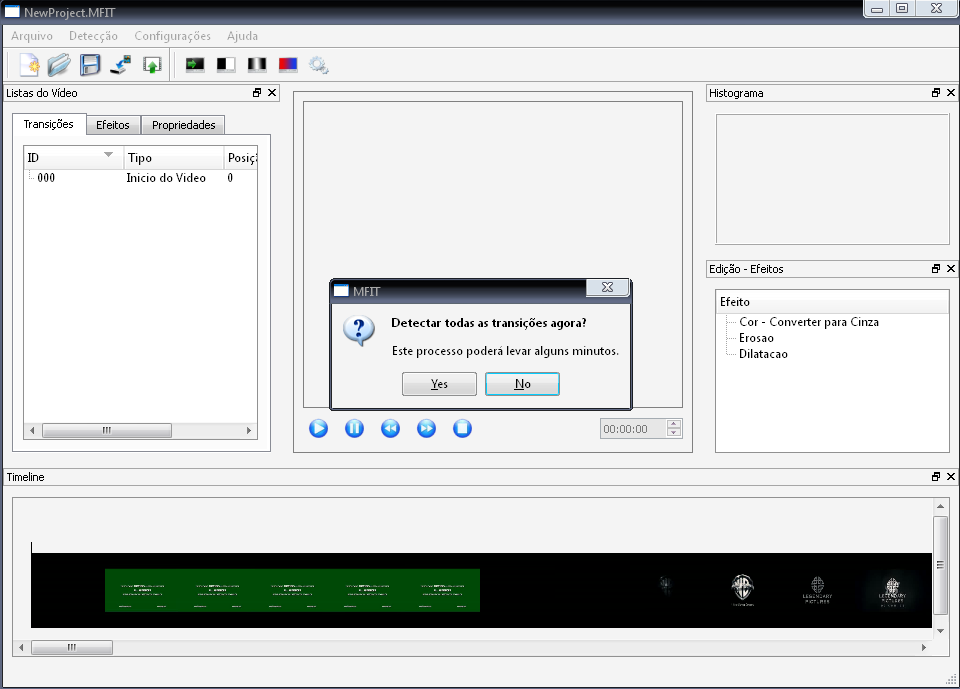 NewProject.MFIT
Arquivo Detecção Configurações Ajuda
Listas do Vídeo
Transições Efeitos Propriedades
ID Tipo Posiç
000 Inicio do Video 0
Histograma
Edição - Efeitos
Efeito
Cor - Converter para Cinza
Erosao
Dilatacao
MFIT
Detectar todas as transições agora?
Este processo poderá levar alguns minutos.
Yes No
00:00:00
Timeline
LEGENDARY
PICTURES
LEGENDARY
PICTURES